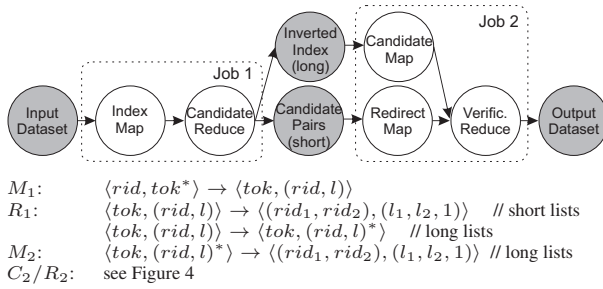 Job 1
Job 2
Input
Dataset
Index
Map
Candidate
Reduce
Inverted
Index
(long)
Candidate
Pairs
(short)
Candidate
Map
Redirect
Map
Verific.
Reduce
Output
Dataset
M₁: ⟨rid, tok*⟩ → ⟨tok, (rid, l)⟩
R₁: ⟨tok, (rid, l)⟩ → ⟨(rid₁, rid₂), (l₁, l₂, 1)⟩ // short lists
⟨tok, (rid, l)⟩ → ⟨tok, (rid, l)*⟩ // long lists
M₂: ⟨tok, (rid, l)*⟩ → ⟨(rid₁, rid₂), (l₁, l₂, 1)⟩ // long lists
C₂/R₂: see Figure 4